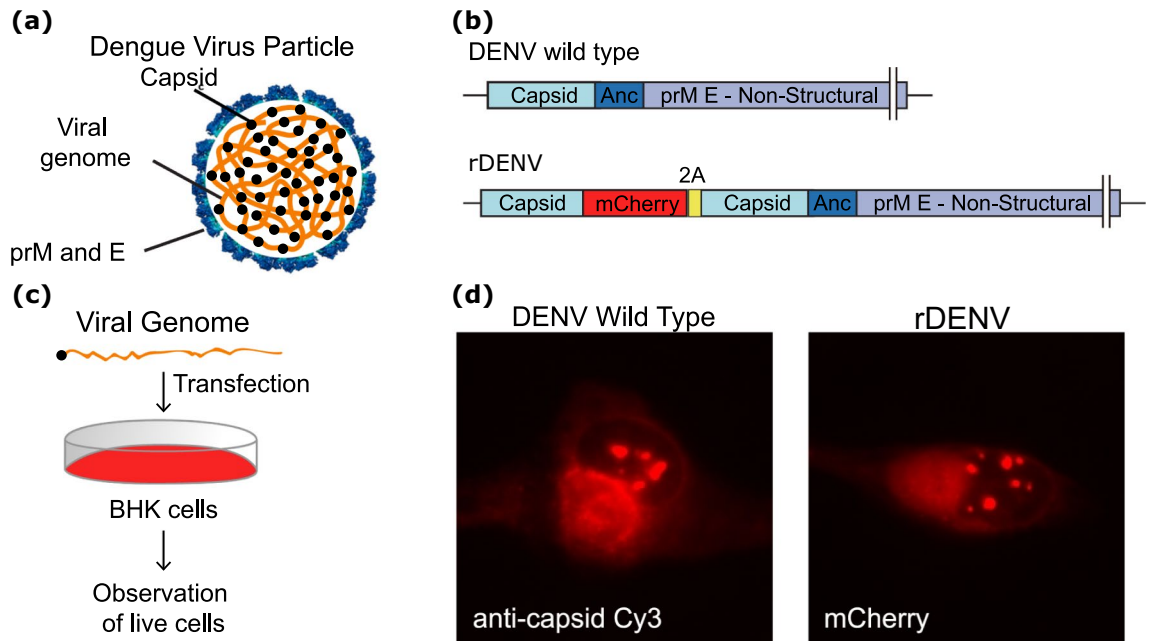 (a)
Dengue Virus Particle
Capsid
Viral
genome
prM and E
(b)
DENV wild type
Capsid Anc prM E - Non-Structural
rDENV
2A
Capsid mCherry Capsid Anc prM E - Non-Structural
(c)
Viral Genome
Transfection
BHK cells
Observation
of live cells
(d)
DENV Wild Type
anti-capsid Cy3
rDENV
mCherry